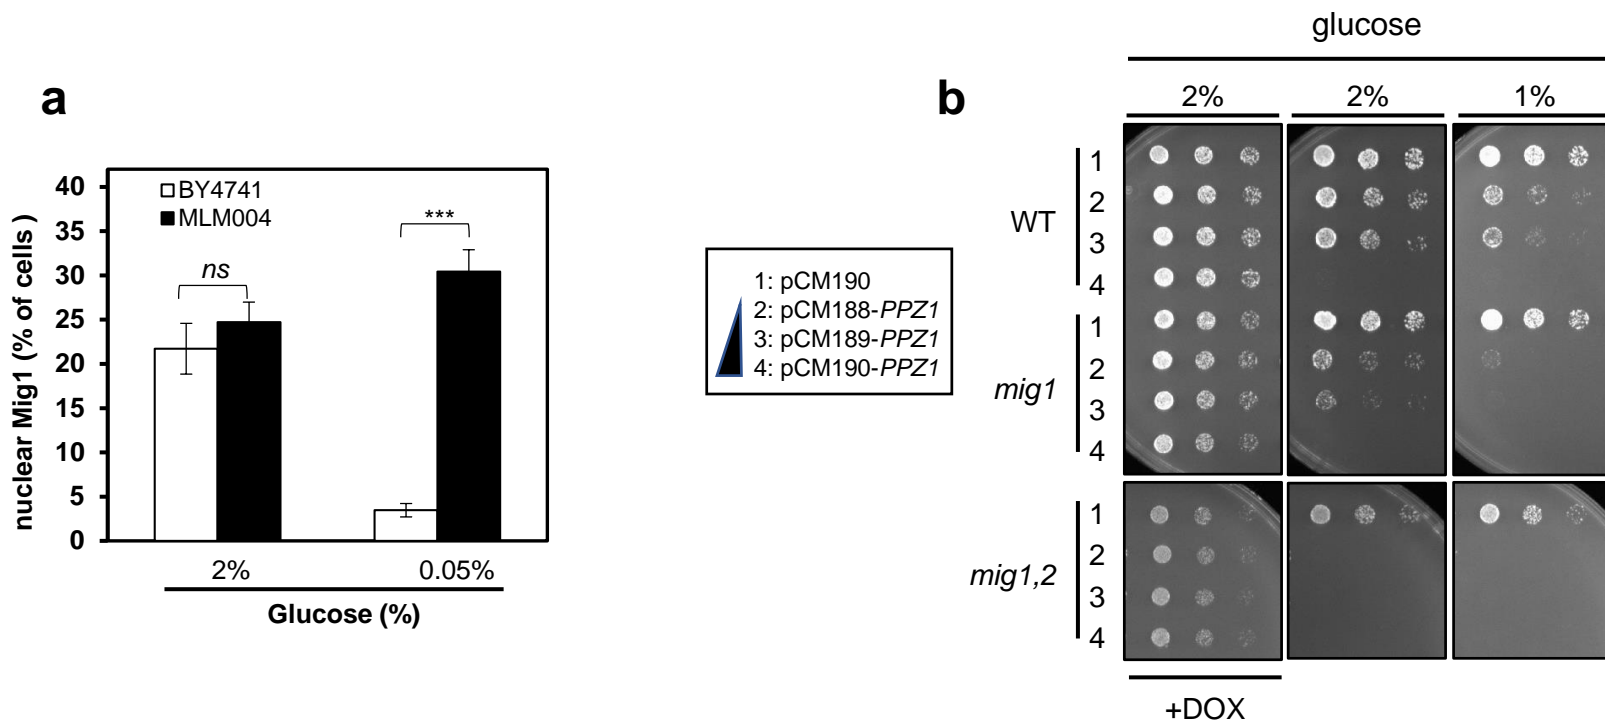 a
nuclear Mig1 (% of cells )
40
35
30
25
20
15
10
5
0
BY4741
MLM004
ns
***
2%
0.05%
Glucose (%)
1: pCM190
2: pCM188-PPZ1
3: pCM189-PPZ1
4: pCM190-PPZ1
b
glucose
2%
2%
1%
WT
1
2
3
4
mig1
1
2
3
4
mig1,2
1
2
3
4
+DOX